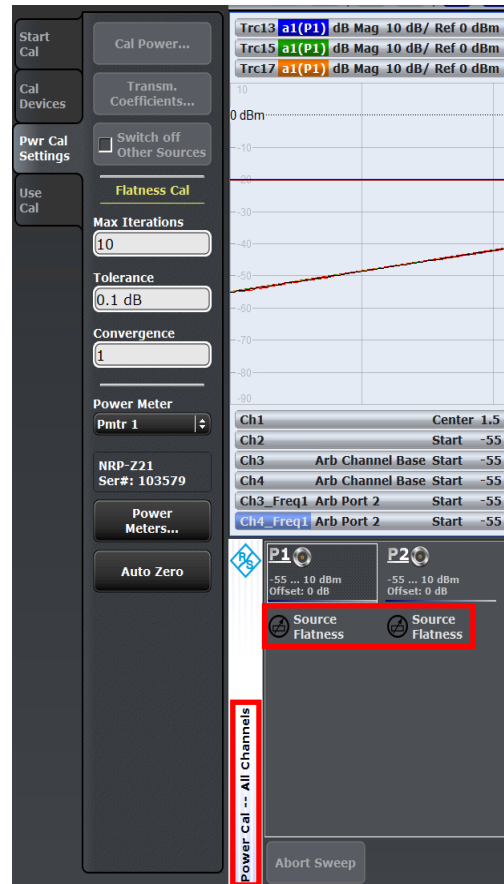 Start
Cal
Cal
Devices
Pwr Cal
Settings
Use
Cal
Cal Power...
Transm.
Coefficients...
Switch off
Other Sources
Flatness Cal
Max Iterations
10
Tolerance
0.1 dB
Convergence
1
Power Meter
Pmtr 1
NRP-Z21
Ser#: 103579
Power
Meters...
Auto Zero
Trc13 a1(P1) dB Mag 10 dB/ Ref 0 dBm
Trc15 a1(P1) dB Mag 10 dB/ Ref 0 dBm
Trc17 a1(P1) dB Mag 10 dB/ Ref 0 dBm
10
0 dBm
-10
-20
-30
-40
-50
-60
-70
-80
-90
Ch1 Center 1.5
Ch2 Start -55
Ch3 Arb Channel Base Start -55
Ch4 Arb Channel Base Start -55
Ch3_Freq1 Arb Port 2 Start -55
Ch4_Freq1 Arb Port 2 Start -55
R&S
P1
-55 ... 10 dBm
Offset: 0 dB
P2
-55 ... 10 dBm
Offset: 0 dB
Source
Flatness
Source
Flatness
Power Cal -- All Channels
Abort Sweep